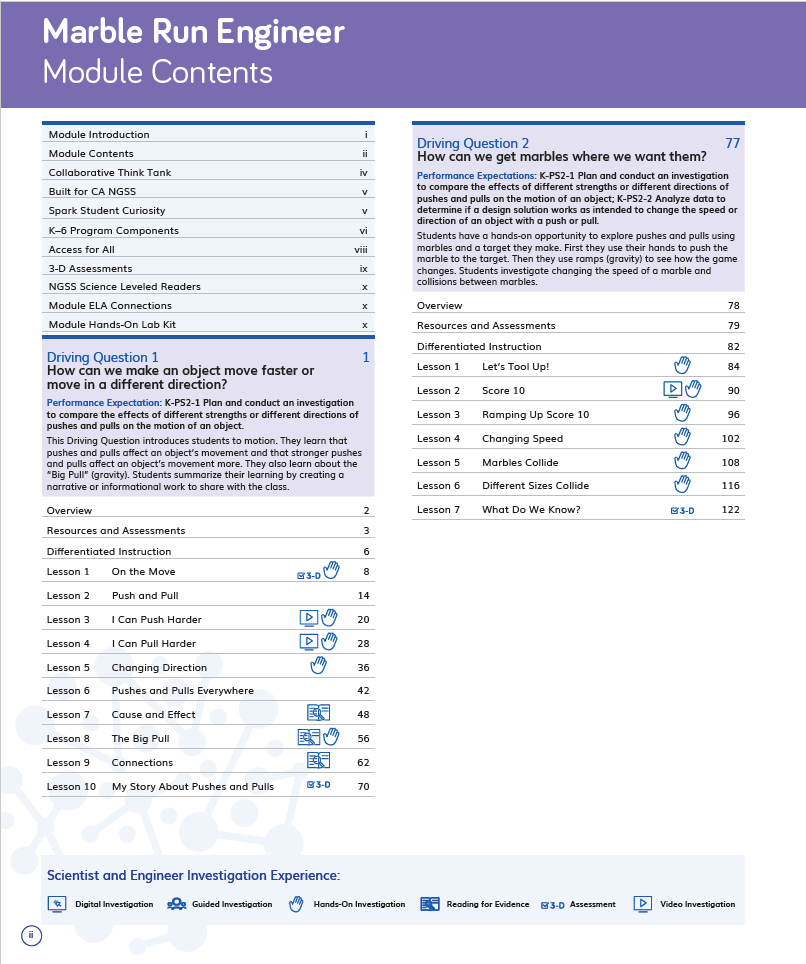 Marble Run Engineer
Module Contents
Module Introduction i
Module Contents ii
Collaborative Think Tank iv
Built for CA NGSS v
Spark Student Curiosity v
K–6 Program Components vi
Access for All viii
3-D Assessments ix
NGSS Science Leveled Readers x
Module ELA Connections x
Module Hands-On Lab Kit x
Driving Question 1 1
How can we make an object move faster or
move in a different direction?
Performance Expectation: K-PS2-1 Plan and conduct an investigation
to compare the effects of different strengths or different directions of
pushes and pulls on the motion of an object.
This Driving Question introduces students to motion. They learn that
pushes and pulls affect an object's movement and that stronger pushes
and pulls affect an object's movement more. They also learn about the
“Big Pull” (gravity). Students summarize their learning by creating a
narrative or informational work to share with the class.
Overview 2
Resources and Assessments 3
Differentiated Instruction 6
Lesson 1 On the Move 3-D 8
Lesson 2 Push and Pull 14
Lesson 3 I Can Push Harder 20
Lesson 4 I Can Pull Harder 28
Lesson 5 Changing Direction 36
Lesson 6 Pushes and Pulls Everywhere 42
Lesson 7 Cause and Effect 48
Lesson 8 The Big Pull 56
Lesson 9 Connections 62
Lesson 10 My Story About Pushes and Pulls 3-D 70
Driving Question 2 77
How can we get marbles where we want them?
Performance Expectations: K-PS2-1 Plan and conduct an investigation
to compare the effects of different strengths or different directions of
pushes and pulls on the motion of an object; K-PS2-2 Analyze data to
determine if a design solution works as intended to change the speed or
direction of an object with a push or pull.
Students have a hands-on opportunity to explore pushes and pulls using
marbles and a target they make. First they use their hands to push the
marble to the target. Then they use ramps (gravity) to see how the game
changes. Students investigate changing the speed of a marble and
collisions between marbles.
Overview 78
Resources and Assessments 79
Differentiated Instruction 82
Lesson 1 Let's Tool Up! 84
Lesson 2 Score 10 90
Lesson 3 Ramping Up Score 10 96
Lesson 4 Changing Speed 102
Lesson 5 Marbles Collide 108
Lesson 6 Different Sizes Collide 116
Lesson 7 What Do We Know? 3-D 122
Scientist and Engineer Investigation Experience:
Digital Investigation Guided Investigation Hands-On Investigation Reading for Evidence 3-D Assessment Video Investigation
ii